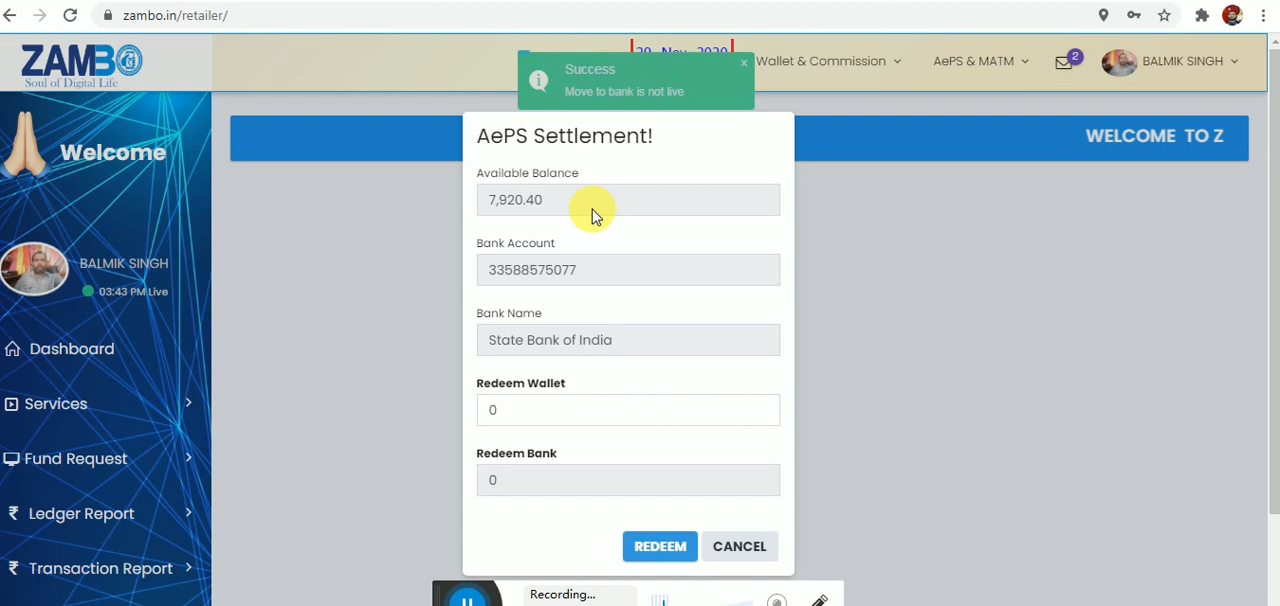 zambo.in/retailer/
ZAMBO
Soul of Digital Life
29, Nov, 2020
Wallet & Commission
AePS & MATM
2
BALMIK SINGH
Success
x
Move to bank is not live
Welcome
WELCOME TO Z
BALMIK SINGH
03:43 PM Live
Dashboard
Services
Fund Request
₹ Ledger Report
₹ Transaction Report
AePS Settlement!
Available Balance
7,920.40
Bank Account
33588575077
Bank Name
State Bank of India
Redeem Wallet
0
Redeem Bank
0
REDEEM
CANCEL
Recording...